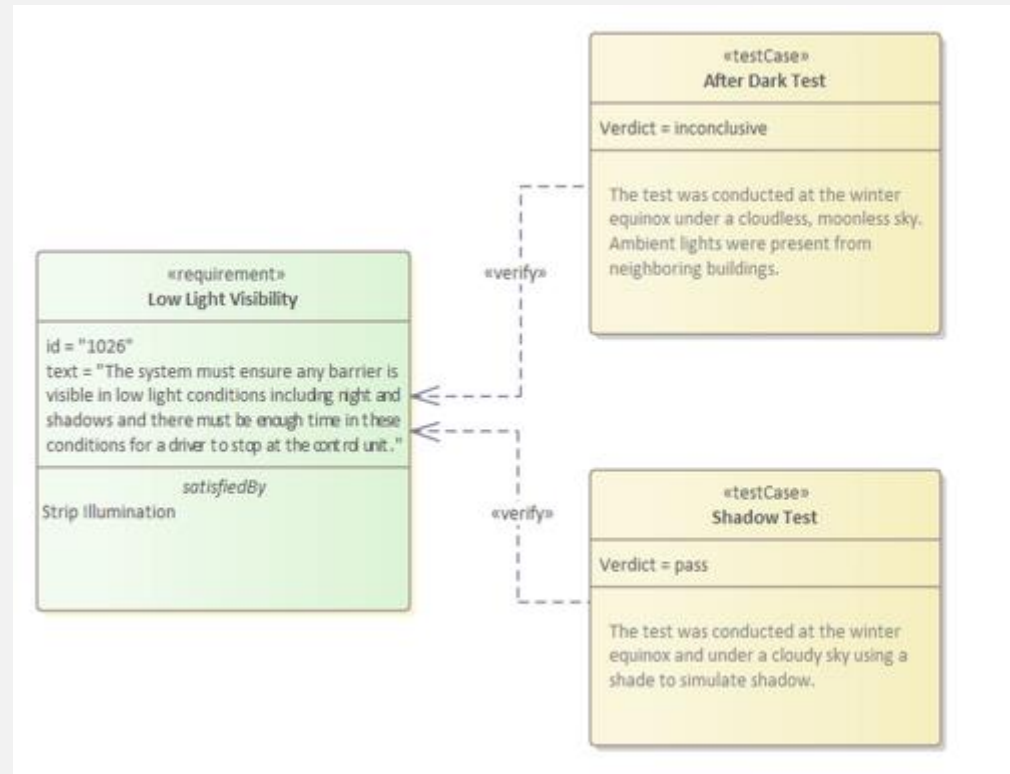 «testCase»
After Dark Test
Verdict = inconclusive
The test was conducted at the winter
equinox under a cloudless, moonless sky.
Ambient lights were present from
neighboring buildings.
«verify»
«requirement»
Low Light Visibility
id = "1026"
text = "The system must ensure any barrier is
visible in low light conditions including night and
shadows and there must be enough time in these
conditions for a driver to stop at the control unit."
satisfiedBy
Strip Illumination
«verify»
«testCase»
Shadow Test
Verdict = pass
The test was conducted at the winter
equinox and under a cloudy sky using a
shade to simulate shadow.